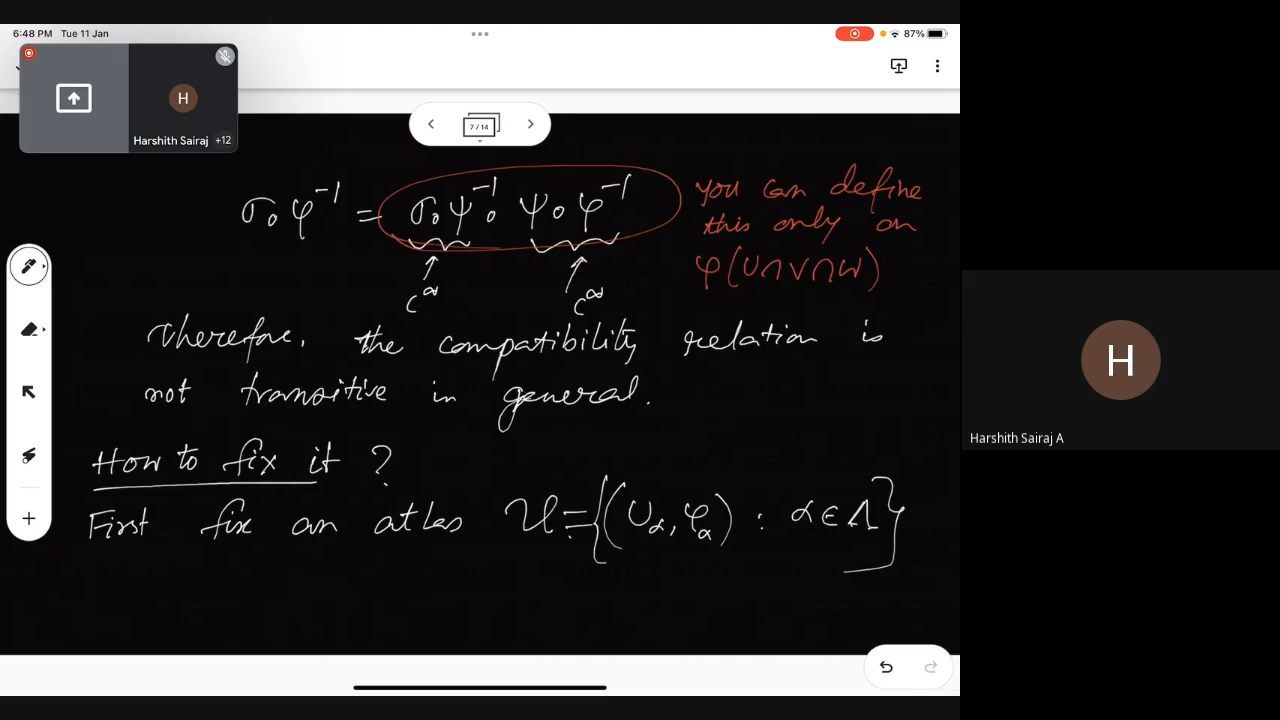 6:48 PM Tue 11 Jan
87%
H
Harshith Sairaj +12
7 / 14
σ∘φ⁻¹ = σ∘ψ⁻¹∘ψ∘φ⁻¹
you can define
this only on
φ(U∩V∩W)
C^∞ C^∞
Therefore, the compatibility relation is
not transitive in general.
How to fix it ?
First fix an atlas 𝒰 = {(U_α, φ_α) : α ∈ Λ}
H
Harshith Sairaj A